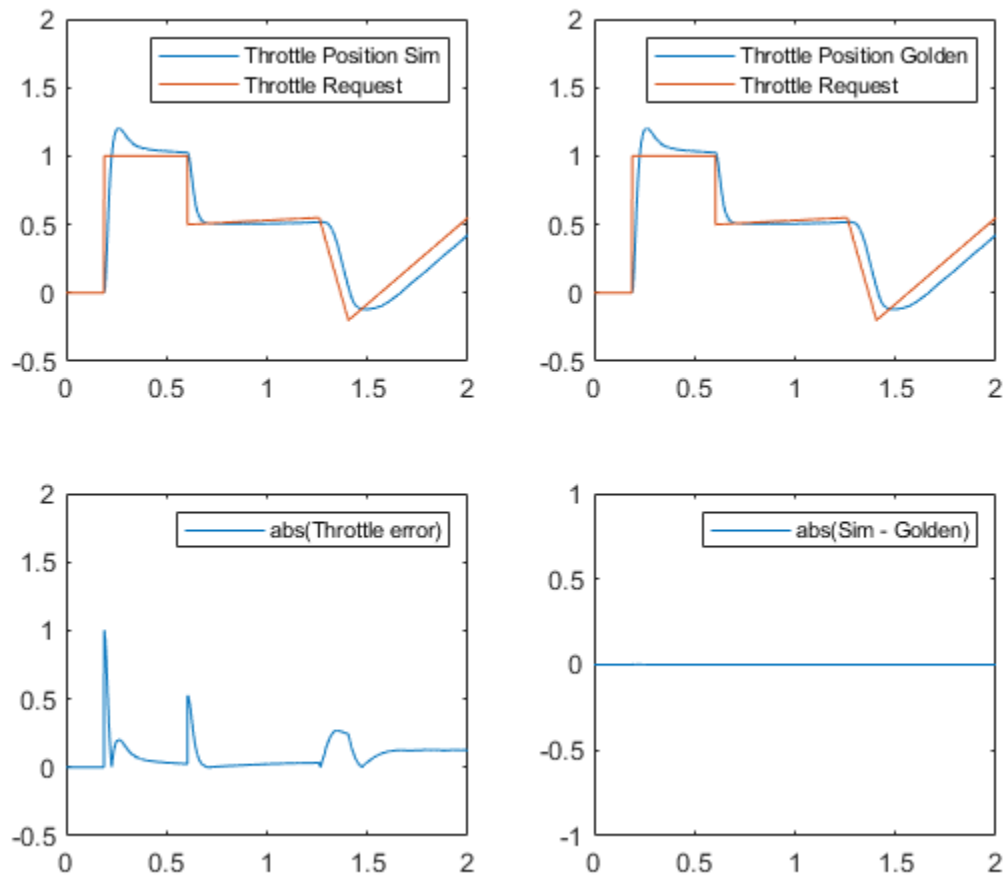 2
Throttle Position Sim
Throttle Request
1.5
1
0.5
0
-0.5
0 0.5 1 1.5 2
2
Throttle Position Golden
Throttle Request
1.5
1
0.5
0
-0.5
0 0.5 1 1.5 2
2
abs(Throttle error)
1.5
1
0.5
0
-0.5
0 0.5 1 1.5 2
1
abs(Sim - Golden)
0.5
0
-0.5
-1
0 0.5 1 1.5 2